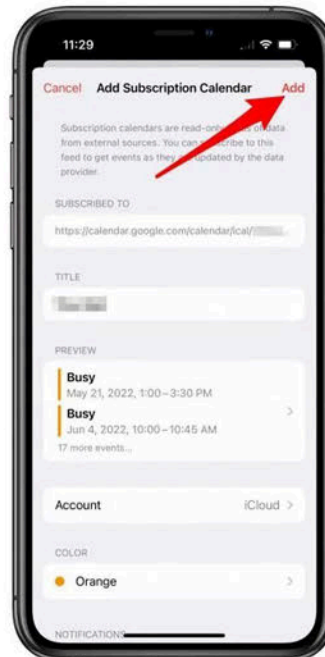 11:29
Cancel Add Subscription Calendar Add
Subscription calendars are read-only of data
from external sources. You can subscribe to this
feed to get events as they are updated by the data
provider.
SUBSCRIBED TO
https://calendar.google.com/calendar/ical/
TITLE
PREVIEW
Busy
May 21, 2022, 1:00–3:30 PM
Busy
Jun 4, 2022, 10:00–10:45 AM
17 more events...
Account iCloud
COLOR
Orange
NOTIFICATIONS